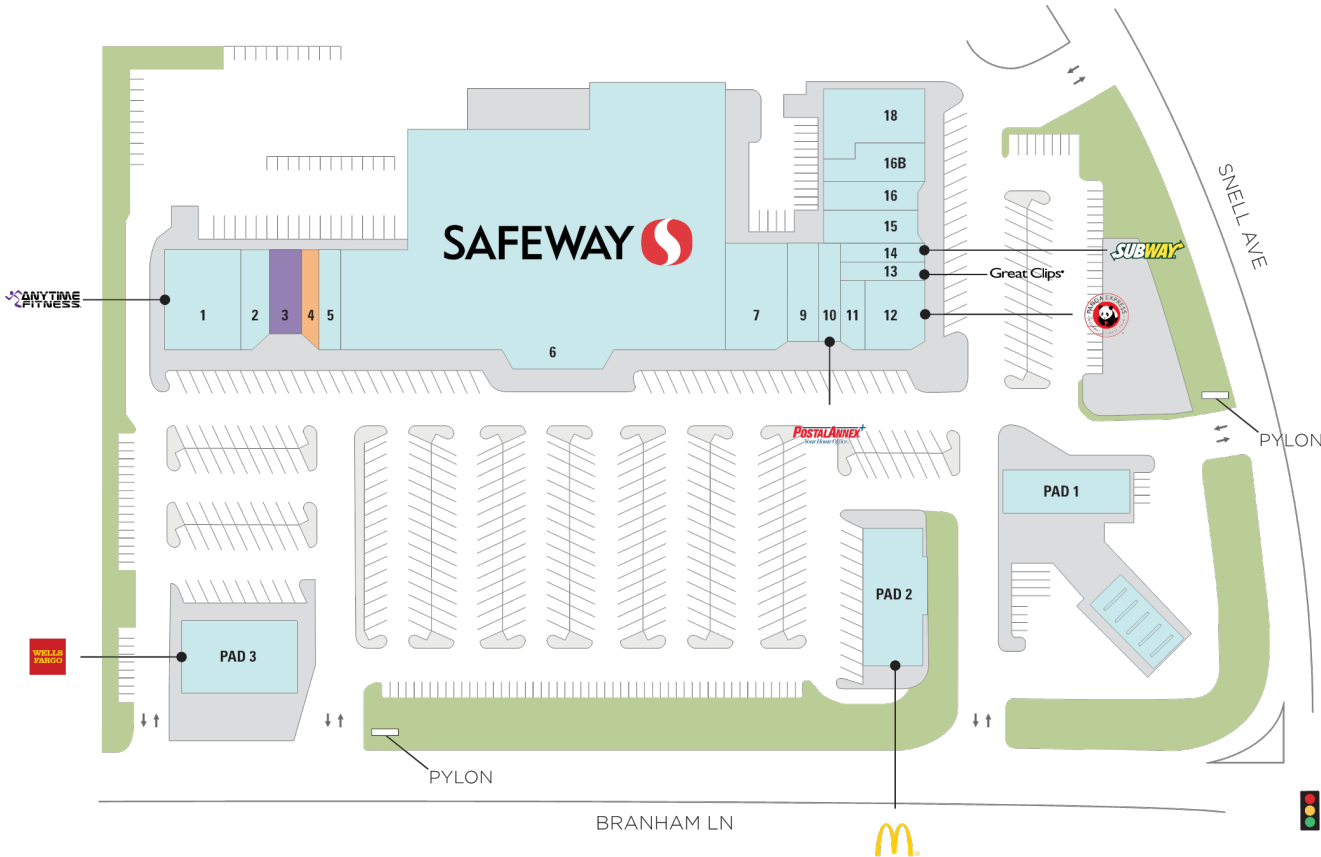 18
16B
16
15
14
13
SAFEWAY
SUBWAY
Great Clips
PANDA EXPRESS
ANYTIME
FITNESS
1
2
3
4
5
6
7
9
10
11
12
SNELL AVE
PYLON
POSTALANNEX+
Your Home Office
PAD 1
PAD 2
PAD 3
WELLS
FARGO
PYLON
BRANHAM LN